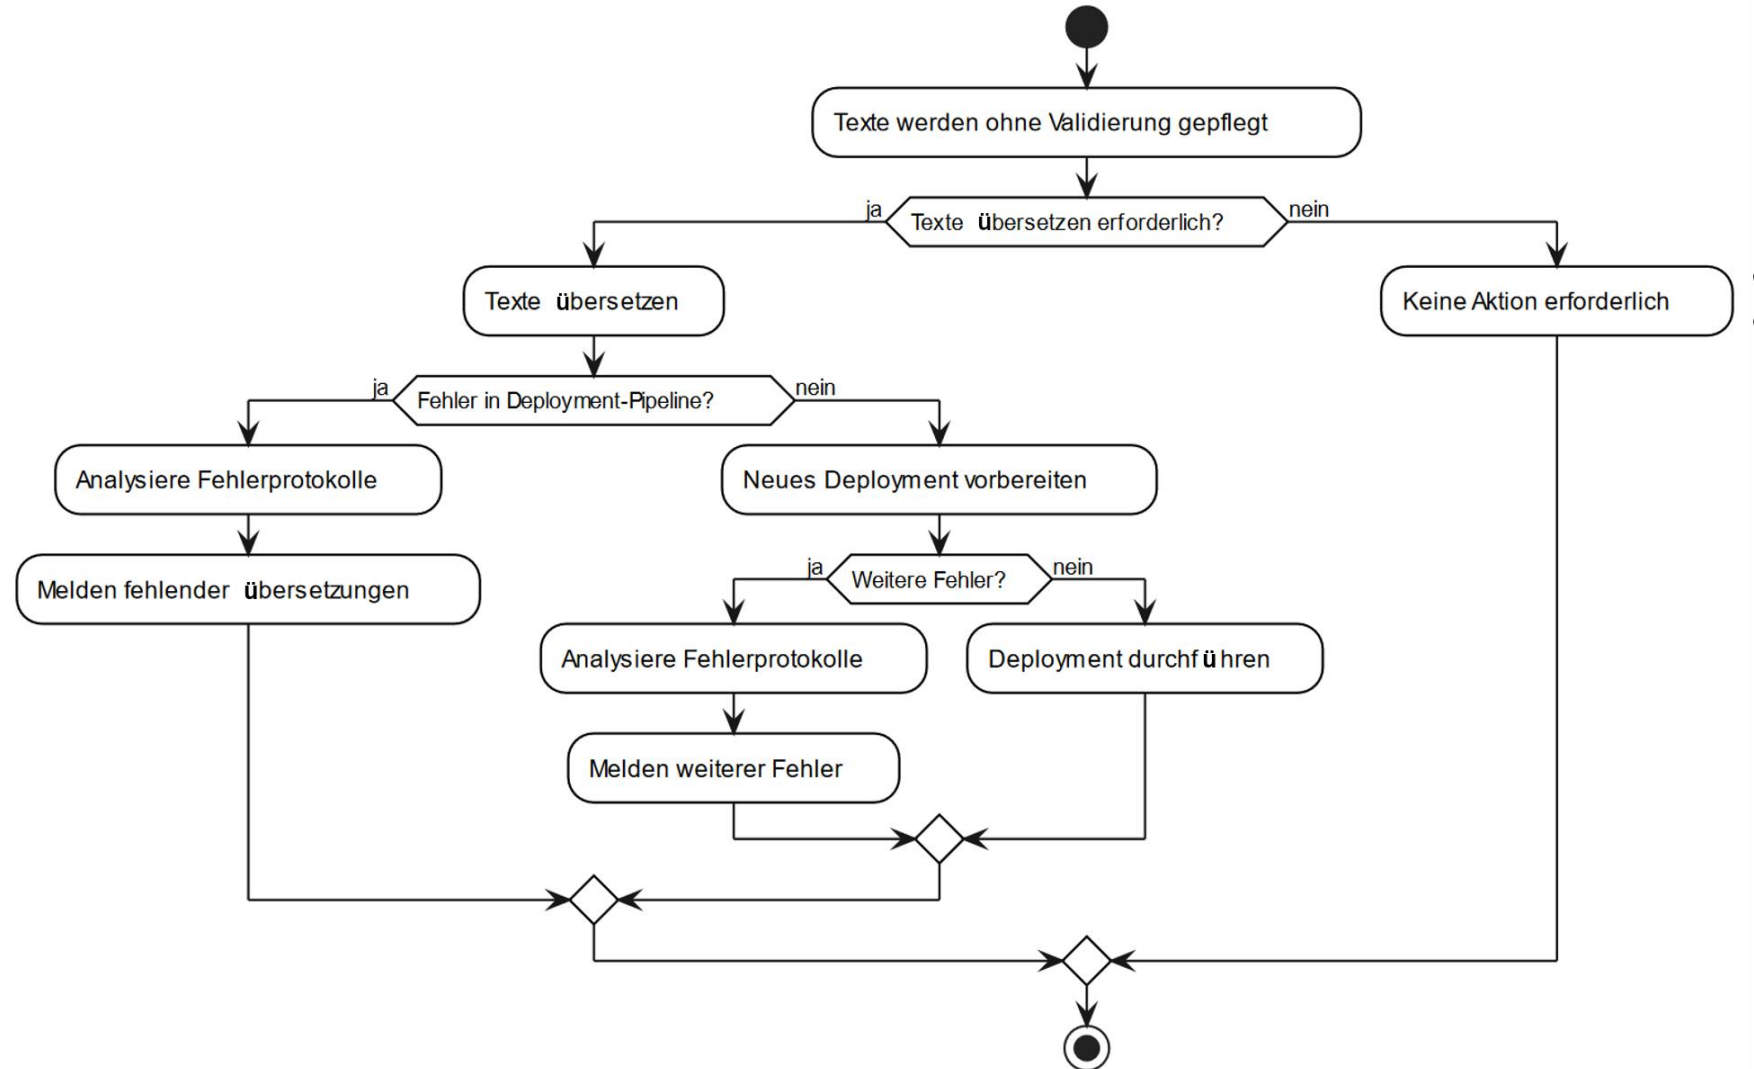 Texte werden ohne Validierung gepflegt
ja
Texte übersetzen erforderlich?
nein
Texte übersetzen
Keine Aktion erforderlich
ja
Fehler in Deployment-Pipeline?
nein
Analysiere Fehlerprotokolle
Neues Deployment vorbereiten
ja
Weitere Fehler?
nein
Melden fehlender übersetzungen
Analysiere Fehlerprotokolle
Deployment durchführen
Melden weiterer Fehler